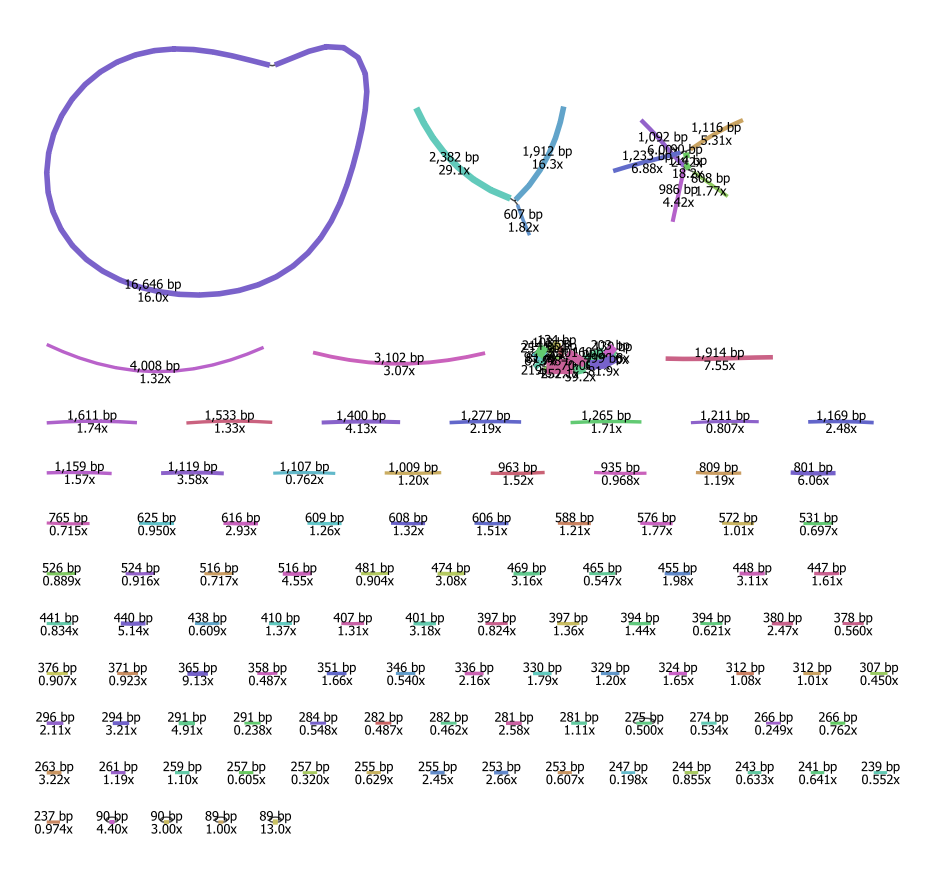 16,646 bp
16.0x
2,382 bp
29.1x
1,912 bp
16.3x
607 bp
1.82x
1,092 bp
1,116 bp
5.31x
6.88x
808 bp
1.77x
986 bp
4.42x
18.2x
4,008 bp
1.32x
3,102 bp
3.07x
1,914 bp
7.55x
1,611 bp 1,533 bp 1,400 bp 1,277 bp 1,265 bp 1,211 bp 1,169 bp
1.74x 1.33x 4.13x 2.19x 1.71x 0.807x 2.48x
1,159 bp 1,119 bp 1,107 bp 1,009 bp 963 bp 935 bp 809 bp 801 bp
1.57x 3.58x 0.762x 1.20x 1.52x 0.968x 1.19x 6.06x
765 bp 625 bp 616 bp 609 bp 608 bp 606 bp 588 bp 576 bp 572 bp 531 bp
0.715x 0.950x 2.93x 1.26x 1.32x 1.51x 1.21x 1.77x 1.01x 0.697x
526 bp 524 bp 516 bp 516 bp 481 bp 474 bp 469 bp 465 bp 455 bp 448 bp 447 bp
0.889x 0.916x 0.717x 4.55x 0.904x 3.08x 3.16x 0.547x 1.98x 3.11x 1.61x
441 bp 440 bp 438 bp 410 bp 407 bp 401 bp 397 bp 397 bp 394 bp 394 bp 380 bp 378 bp
0.834x 5.14x 0.609x 1.37x 1.31x 3.18x 0.824x 1.36x 1.44x 0.621x 2.47x 0.560x
376 bp 371 bp 365 bp 358 bp 351 bp 346 bp 336 bp 330 bp 329 bp 324 bp 312 bp 312 bp 307 bp
0.907x 0.923x 9.13x 0.487x 1.66x 0.540x 2.16x 1.79x 1.20x 1.65x 1.08x 1.01x 0.450x
296 bp 294 bp 291 bp 291 bp 284 bp 282 bp 282 bp 281 bp 281 bp 275 bp 274 bp 266 bp 266 bp
2.11x 3.21x 4.91x 0.238x 0.548x 0.487x 0.462x 2.58x 1.11x 0.500x 0.534x 0.249x 0.762x
263 bp 261 bp 259 bp 257 bp 257 bp 255 bp 255 bp 253 bp 253 bp 247 bp 244 bp 243 bp 241 bp 239 bp
3.22x 1.19x 1.10x 0.605x 0.320x 0.629x 2.45x 2.66x 0.607x 0.198x 0.855x 0.633x 0.641x 0.552x
237 bp 90 bp 90 bp 89 bp 89 bp
0.974x 4.40x 3.00x 1.00x 13.0x